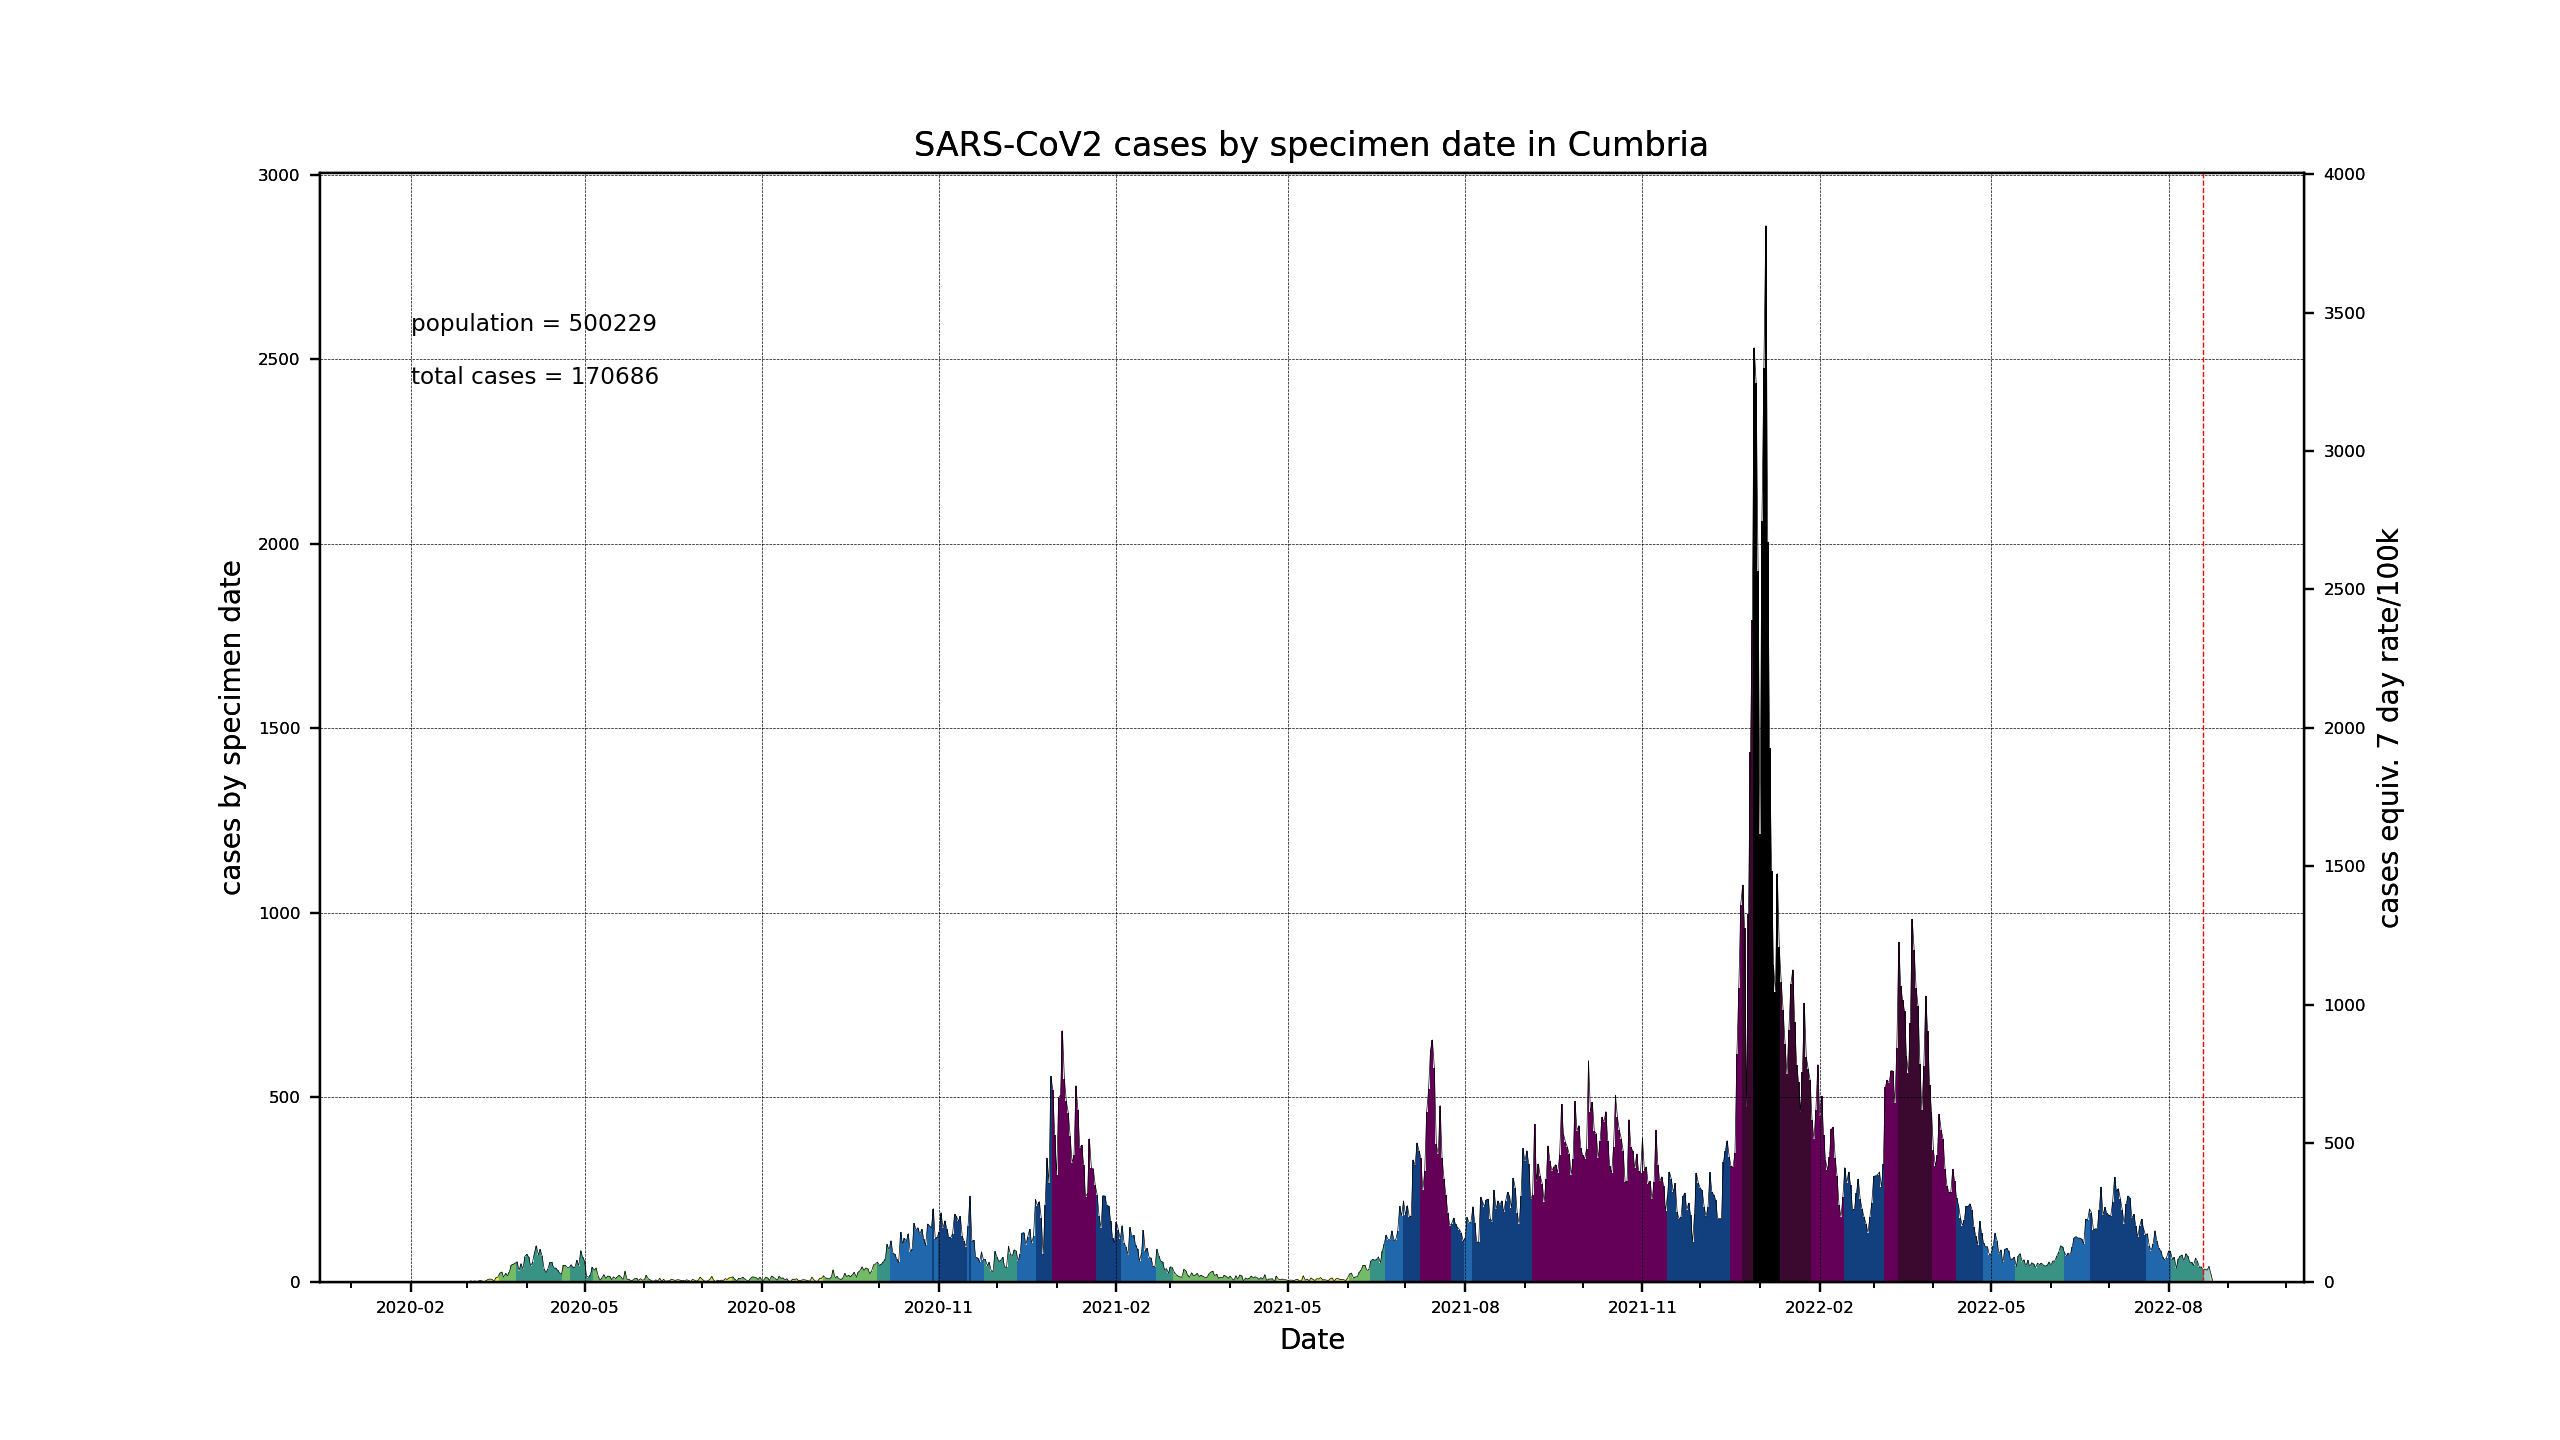 SARS-CoV2 cases by specimen date in Cumbria
3000
2500
2000
1500
1000
500
0
cases by specimen date
population = 500229
total cases = 170686
4000
3500
3000
2500
2000
1500
1000
500
0
cases equiv. 7 day rate/100k
2020-02 2020-05 2020-08 2020-11 2021-02 2021-05 2021-08 2021-11 2022-02 2022-05 2022-08
Date